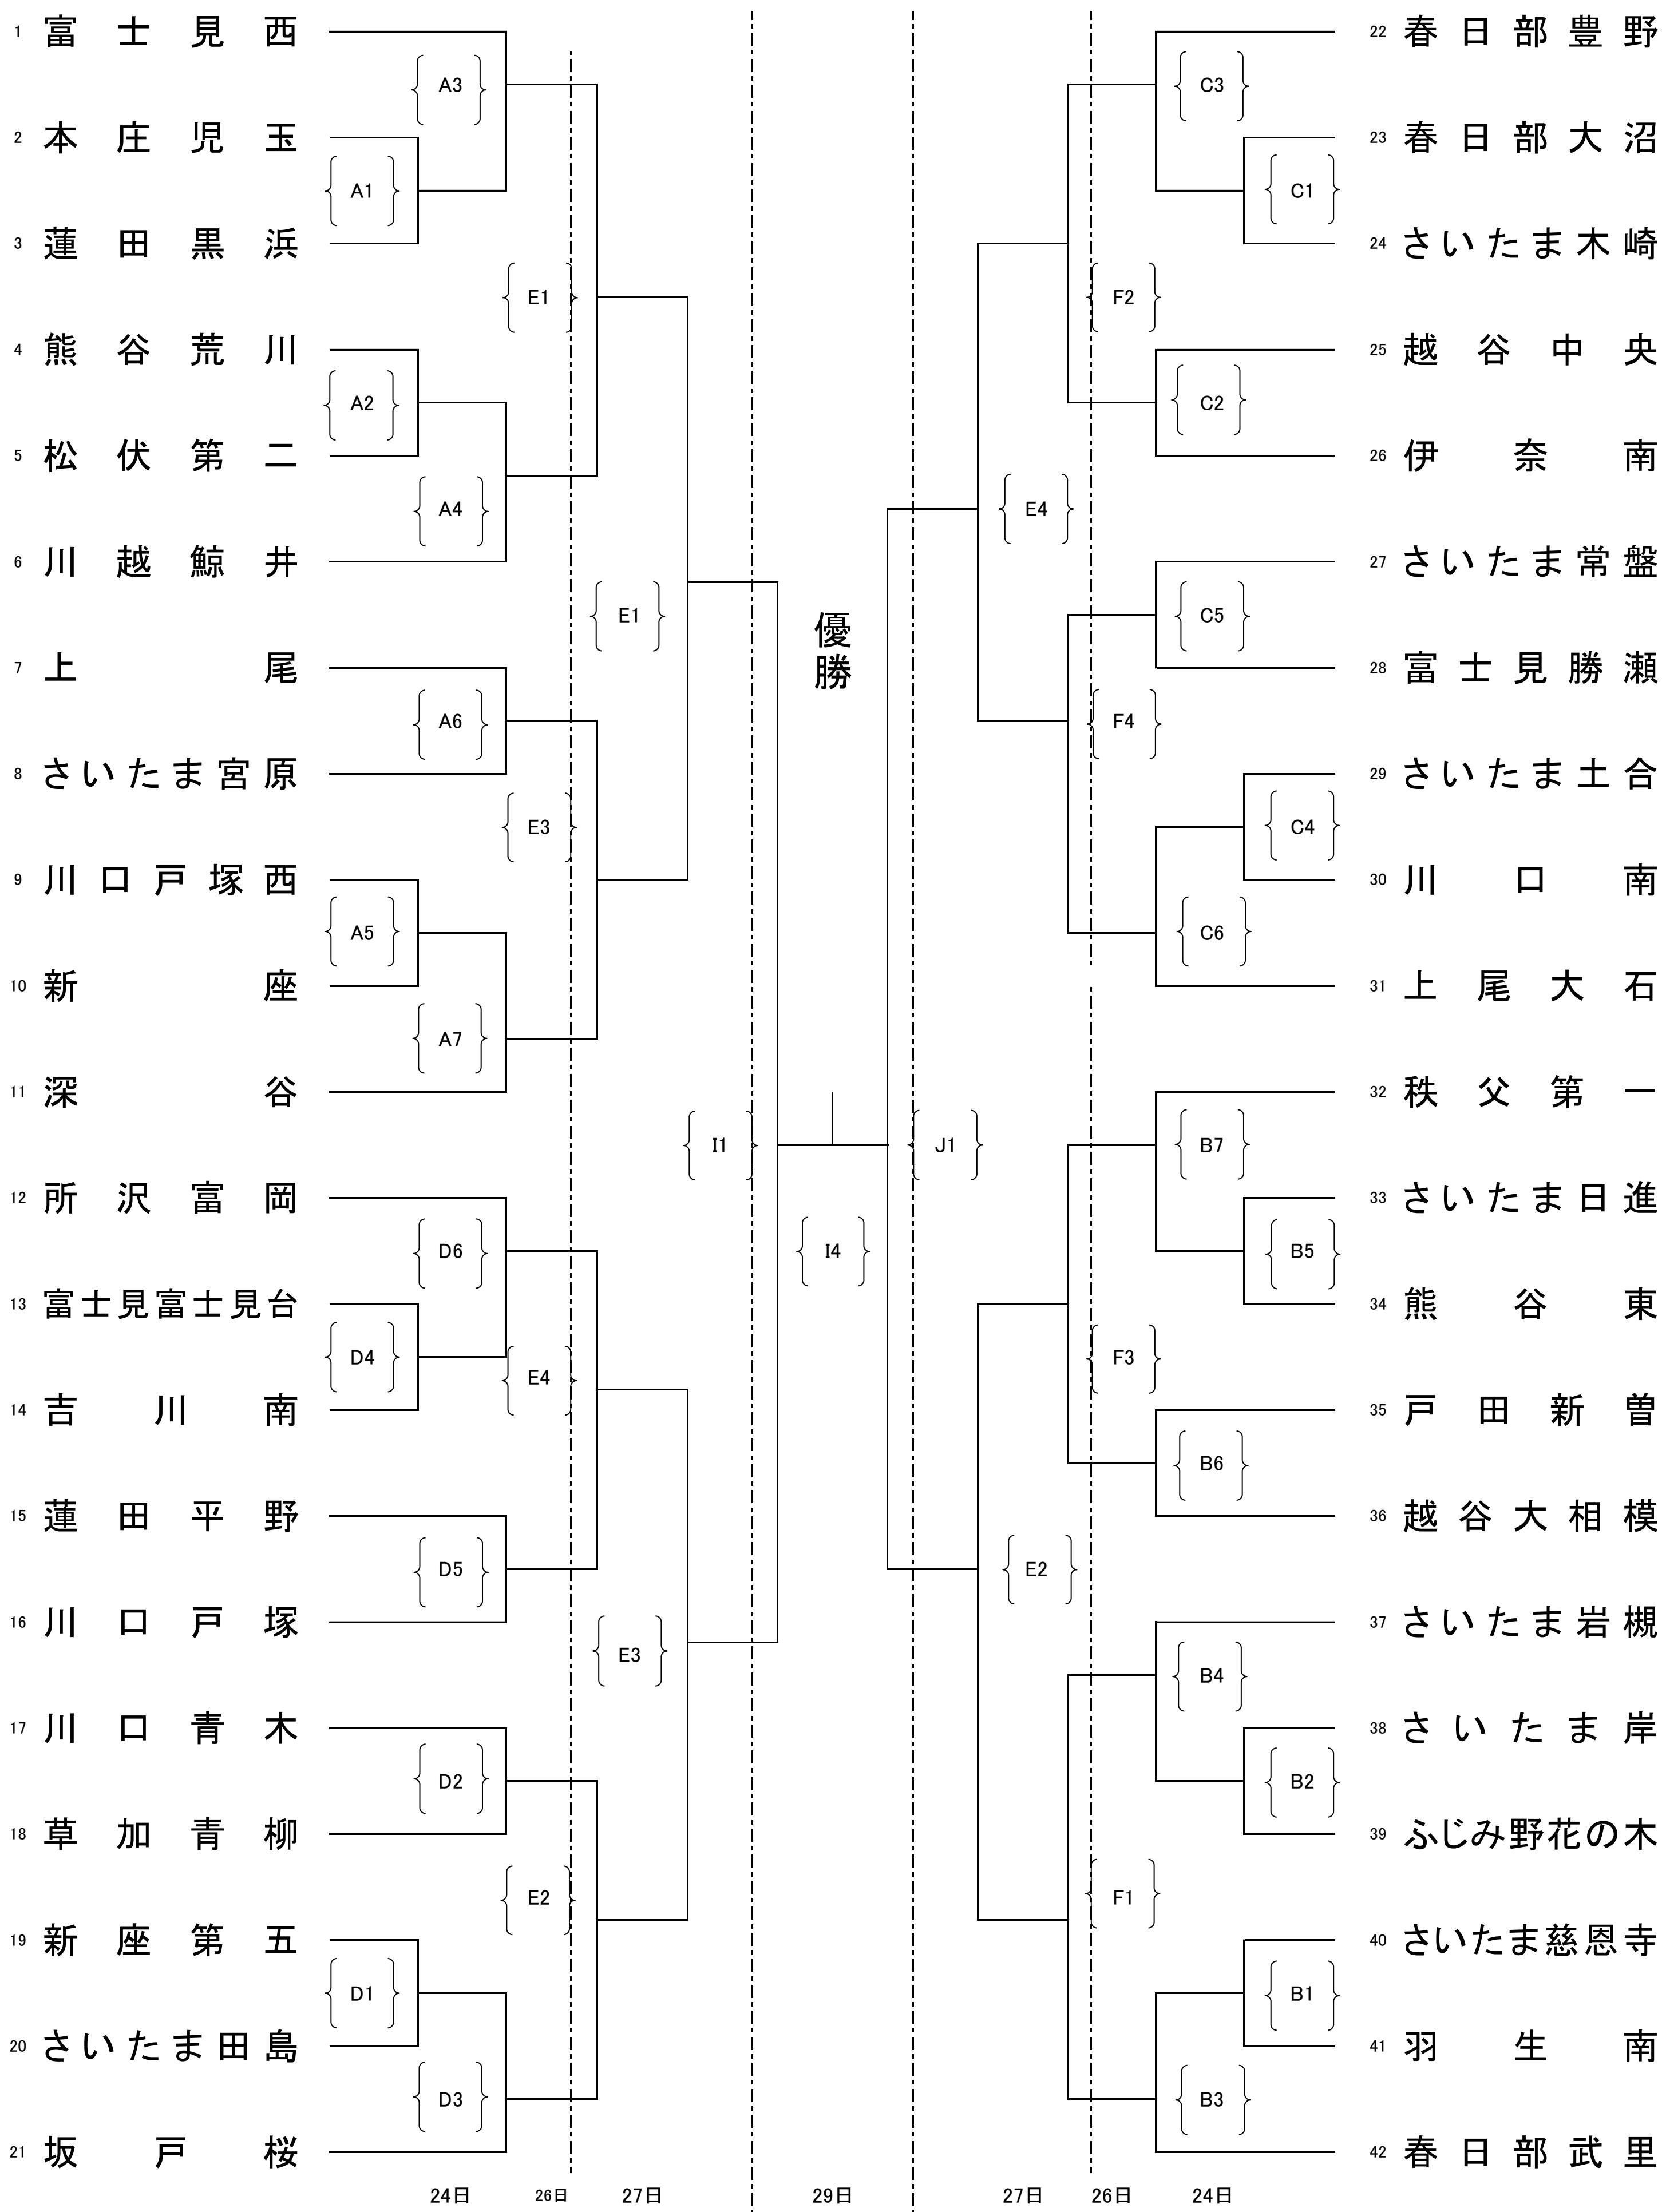 1 富士見西
A3
2 本庄児玉
A1
3 蓮田黒浜
E1
4 熊谷荒川
A2
5 松伏第二
A4
6 川越鯨井
E1
7 上尾
A6
8 さいたま宮原
E3
9 川口戸塚西
A5
10 新座
A7
11 深谷
I1
12 所沢富岡
D6
13 富士見富士見台
D4
E4
14 吉川南
15 蓮田平野
D5
16 川口戸塚
E3
17 川口青木
D2
18 草加青柳
E2
19 新座第五
D1
20 さいたま田島
D3
21 坂戸桜
優
勝
I4
22 春日部豊野
C3
23 春日部大沼
C1
24 さいたま木崎
F2
25 越谷中央
C2
26 伊奈南
E4
27 さいたま常盤
C5
28 富士見勝瀬
F4
29 さいたま土合
C4
30 川口南
C6
31 上尾大石
32 秩父第一
J1
B7
33 さいたま日進
B5
34 熊谷東
F3
35 戸田新曽
B6
36 越谷大相模
E2
37 さいたま岩槻
B4
38 さいたま岸
B2
39 ふじみ野花の木
F1
40 さいたま慈恩寺
B1
41 羽生南
B3
42 春日部武里
24日 26日 27日 29日 27日 26日 24日